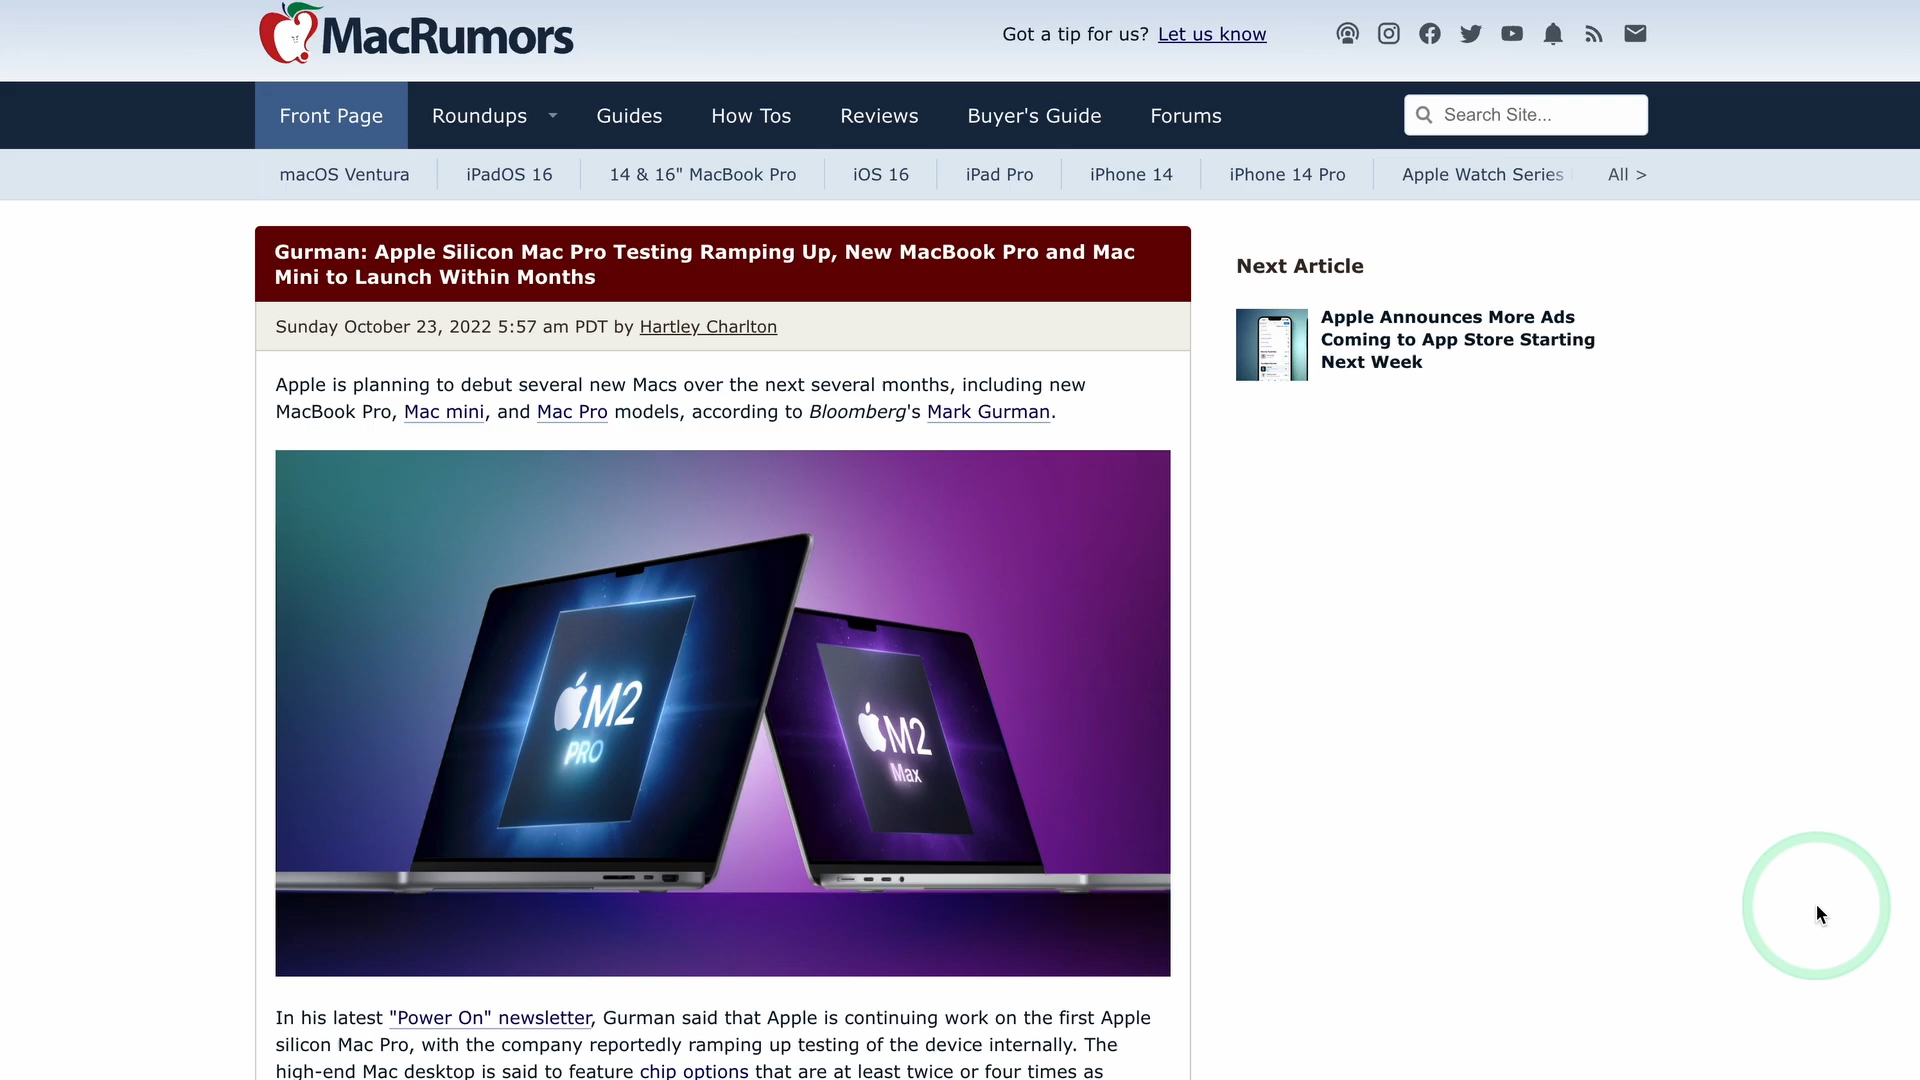 MacRumors
Got a tip for us? Let us know
Front Page
Roundups
Guides
How Tos
Reviews
Buyer's Guide
Forums
Search Site...
macOS Ventura
iPadOS 16
14 & 16" MacBook Pro
iOS 16
iPad Pro
iPhone 14
iPhone 14 Pro
Apple Watch Series
All >
Gurman: Apple Silicon Mac Pro Testing Ramping Up, New MacBook Pro and Mac
Mini to Launch Within Months
Sunday October 23, 2022 5:57 am PDT by Hartley Charlton
Apple is planning to debut several new Macs over the next several months, including new
MacBook Pro, Mac mini, and Mac Pro models, according to Bloomberg's Mark Gurman.
M2
PRO
M2
Max
In his latest "Power On" newsletter, Gurman said that Apple is continuing work on the first Apple
silicon Mac Pro, with the company reportedly ramping up testing of the device internally. The
high-end Mac desktop is said to feature chip options that are at least twice or four times as
Next Article
Apple Announces More Ads
Coming to App Store Starting
Next Week